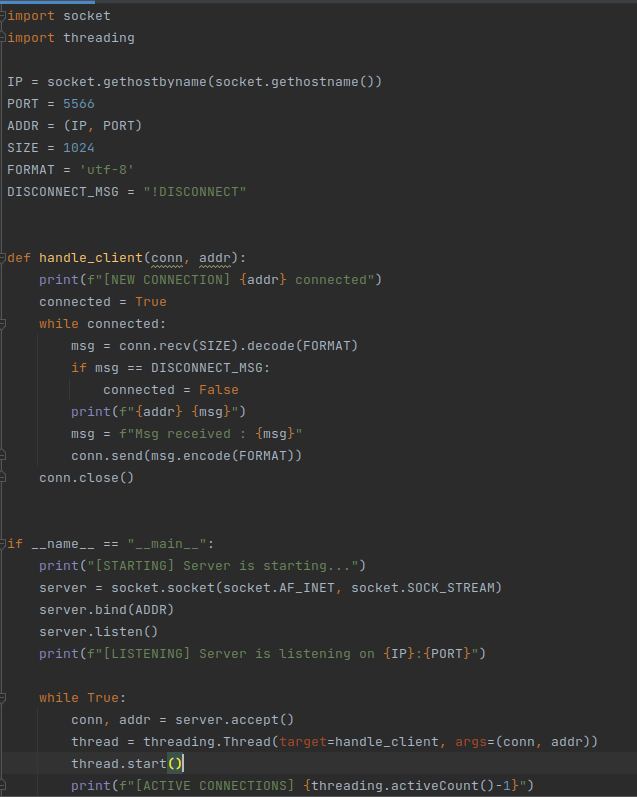 import socket
import threading
IP = socket.gethostbyname(socket.gethostname())
PORT = 5566
ADDR = (IP, PORT)
SIZE = 1024
FORMAT = 'utf-8'
DISCONNECT_MSG = "!DISCONNECT"
def handle_client(conn, addr):
    print(f"[NEW CONNECTION] {addr} connected")
    connected = True
    while connected:
        msg = conn.recv(SIZE).decode(FORMAT)
        if msg == DISCONNECT_MSG:
            connected = False
        print(f"{addr} {msg}")
        msg = f"Msg received : {msg}"
        conn.send(msg.encode(FORMAT))
    conn.close()
if __name__ == "__main__":
    print("[STARTING] Server is starting...")
    server = socket.socket(socket.AF_INET, socket.SOCK_STREAM)
    server.bind(ADDR)
    server.listen()
    print(f"[LISTENING] Server is listening on {IP}:{PORT}")
    while True:
        conn, addr = server.accept()
        thread = threading.Thread(target=handle_client, args=(conn, addr))
        thread.start()
        print(f"[ACTIVE CONNECTIONS] {threading.activeCount()-1}")